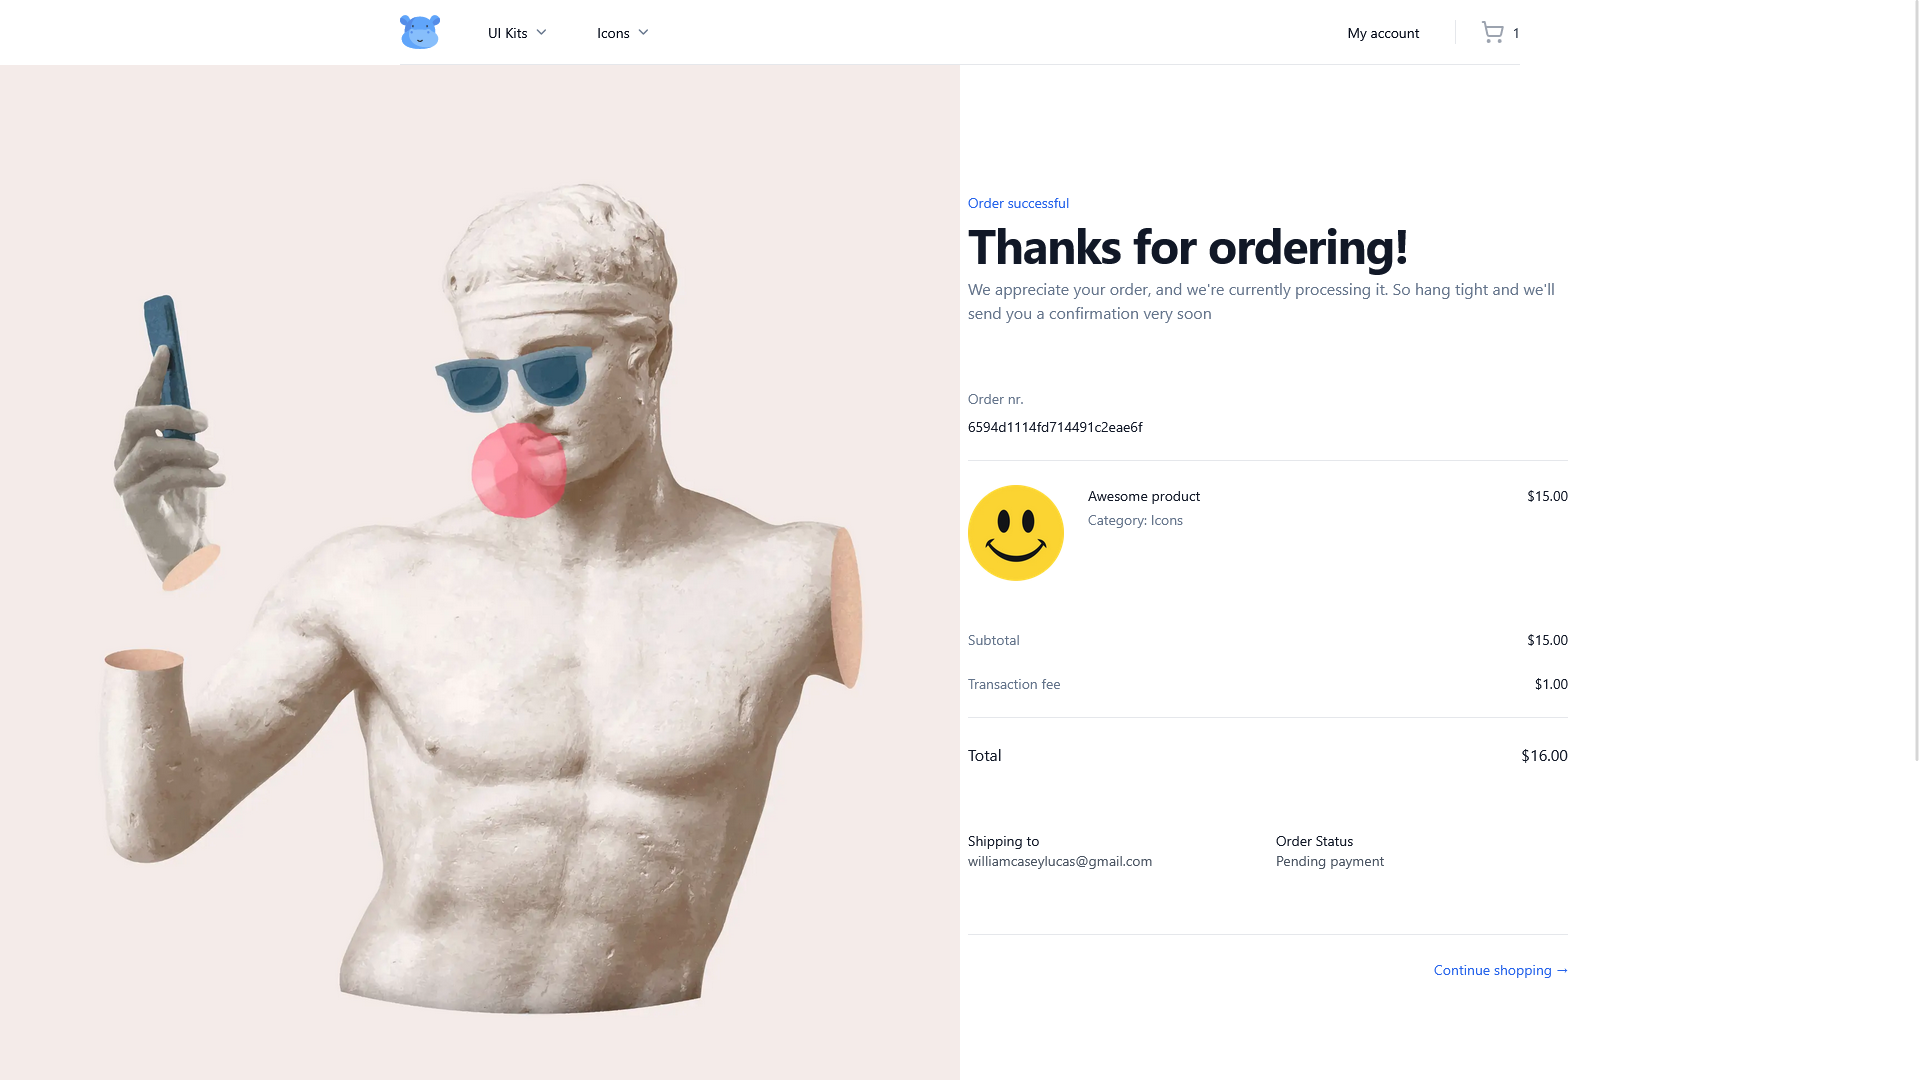 UI Kits
Icons
My account
1
Order successful
Thanks for ordering!
We appreciate your order, and we're currently processing it. So hang tight and we'll
send you a confirmation very soon
Order nr.
6594d1114fd714491c2eae6f
Awesome product
$15.00
Category: Icons
Subtotal
$15.00
Transaction fee
$1.00
Total
$16.00
Shipping to
williamcaseylucas@gmail.com
Order Status
Pending payment
Continue shopping →